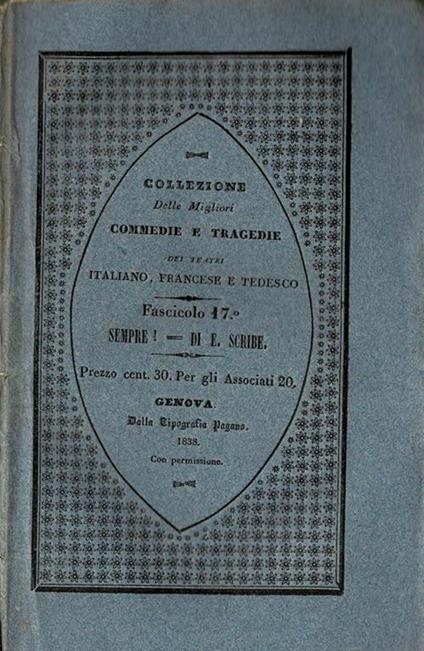 COLLEZIONE
Delle Migliori
COMMEDIE E TRAGEDIE
DEI TEATRI
ITALIANO, FRANCESE E TEDESCO
Fascicolo 17.º
SEMPRE! = DI E. SCRIBE.
Prezzo cent. 30. Per gli Associati 20.
GENOVA.
Dalla Tipografia Pagano.
1838.
Con permissione.